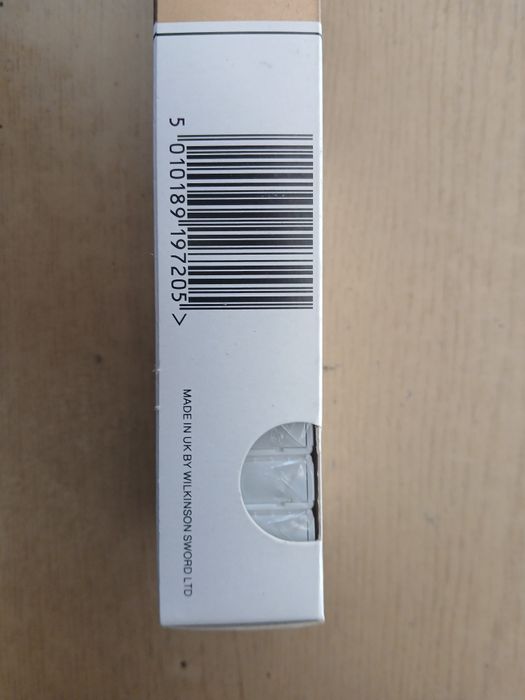 5 010189 197205 >
MADE IN UK BY WILKINSON SWORD LTD